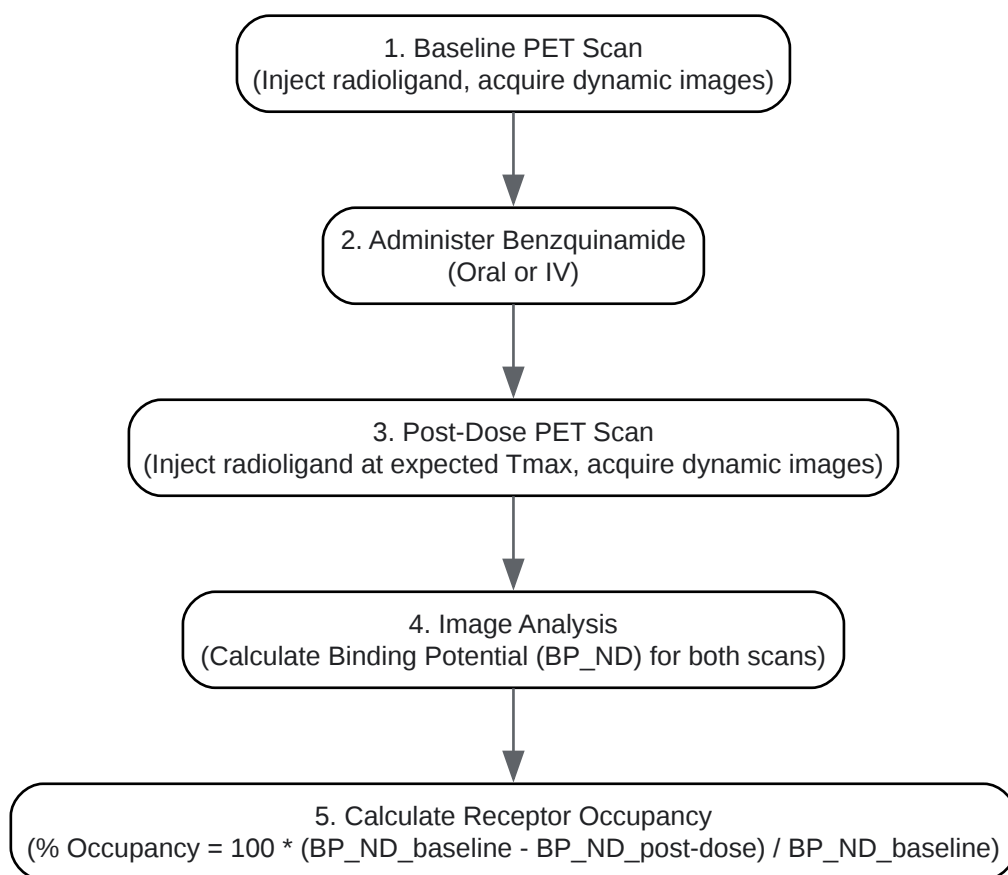 1. Baseline PET Scan
(Inject radioligand, acquire dynamic images)
2. Administer Benzquinamide
(Oral or IV)
3. Post-Dose PET Scan
(Inject radioligand at expected Tmax, acquire dynamic images)
4. Image Analysis
(Calculate Binding Potential (BP_ND) for both scans)
5. Calculate Receptor Occupancy
(% Occupancy = 100 * (BP_ND_baseline - BP_ND_post-dose) / BP_ND_baseline)